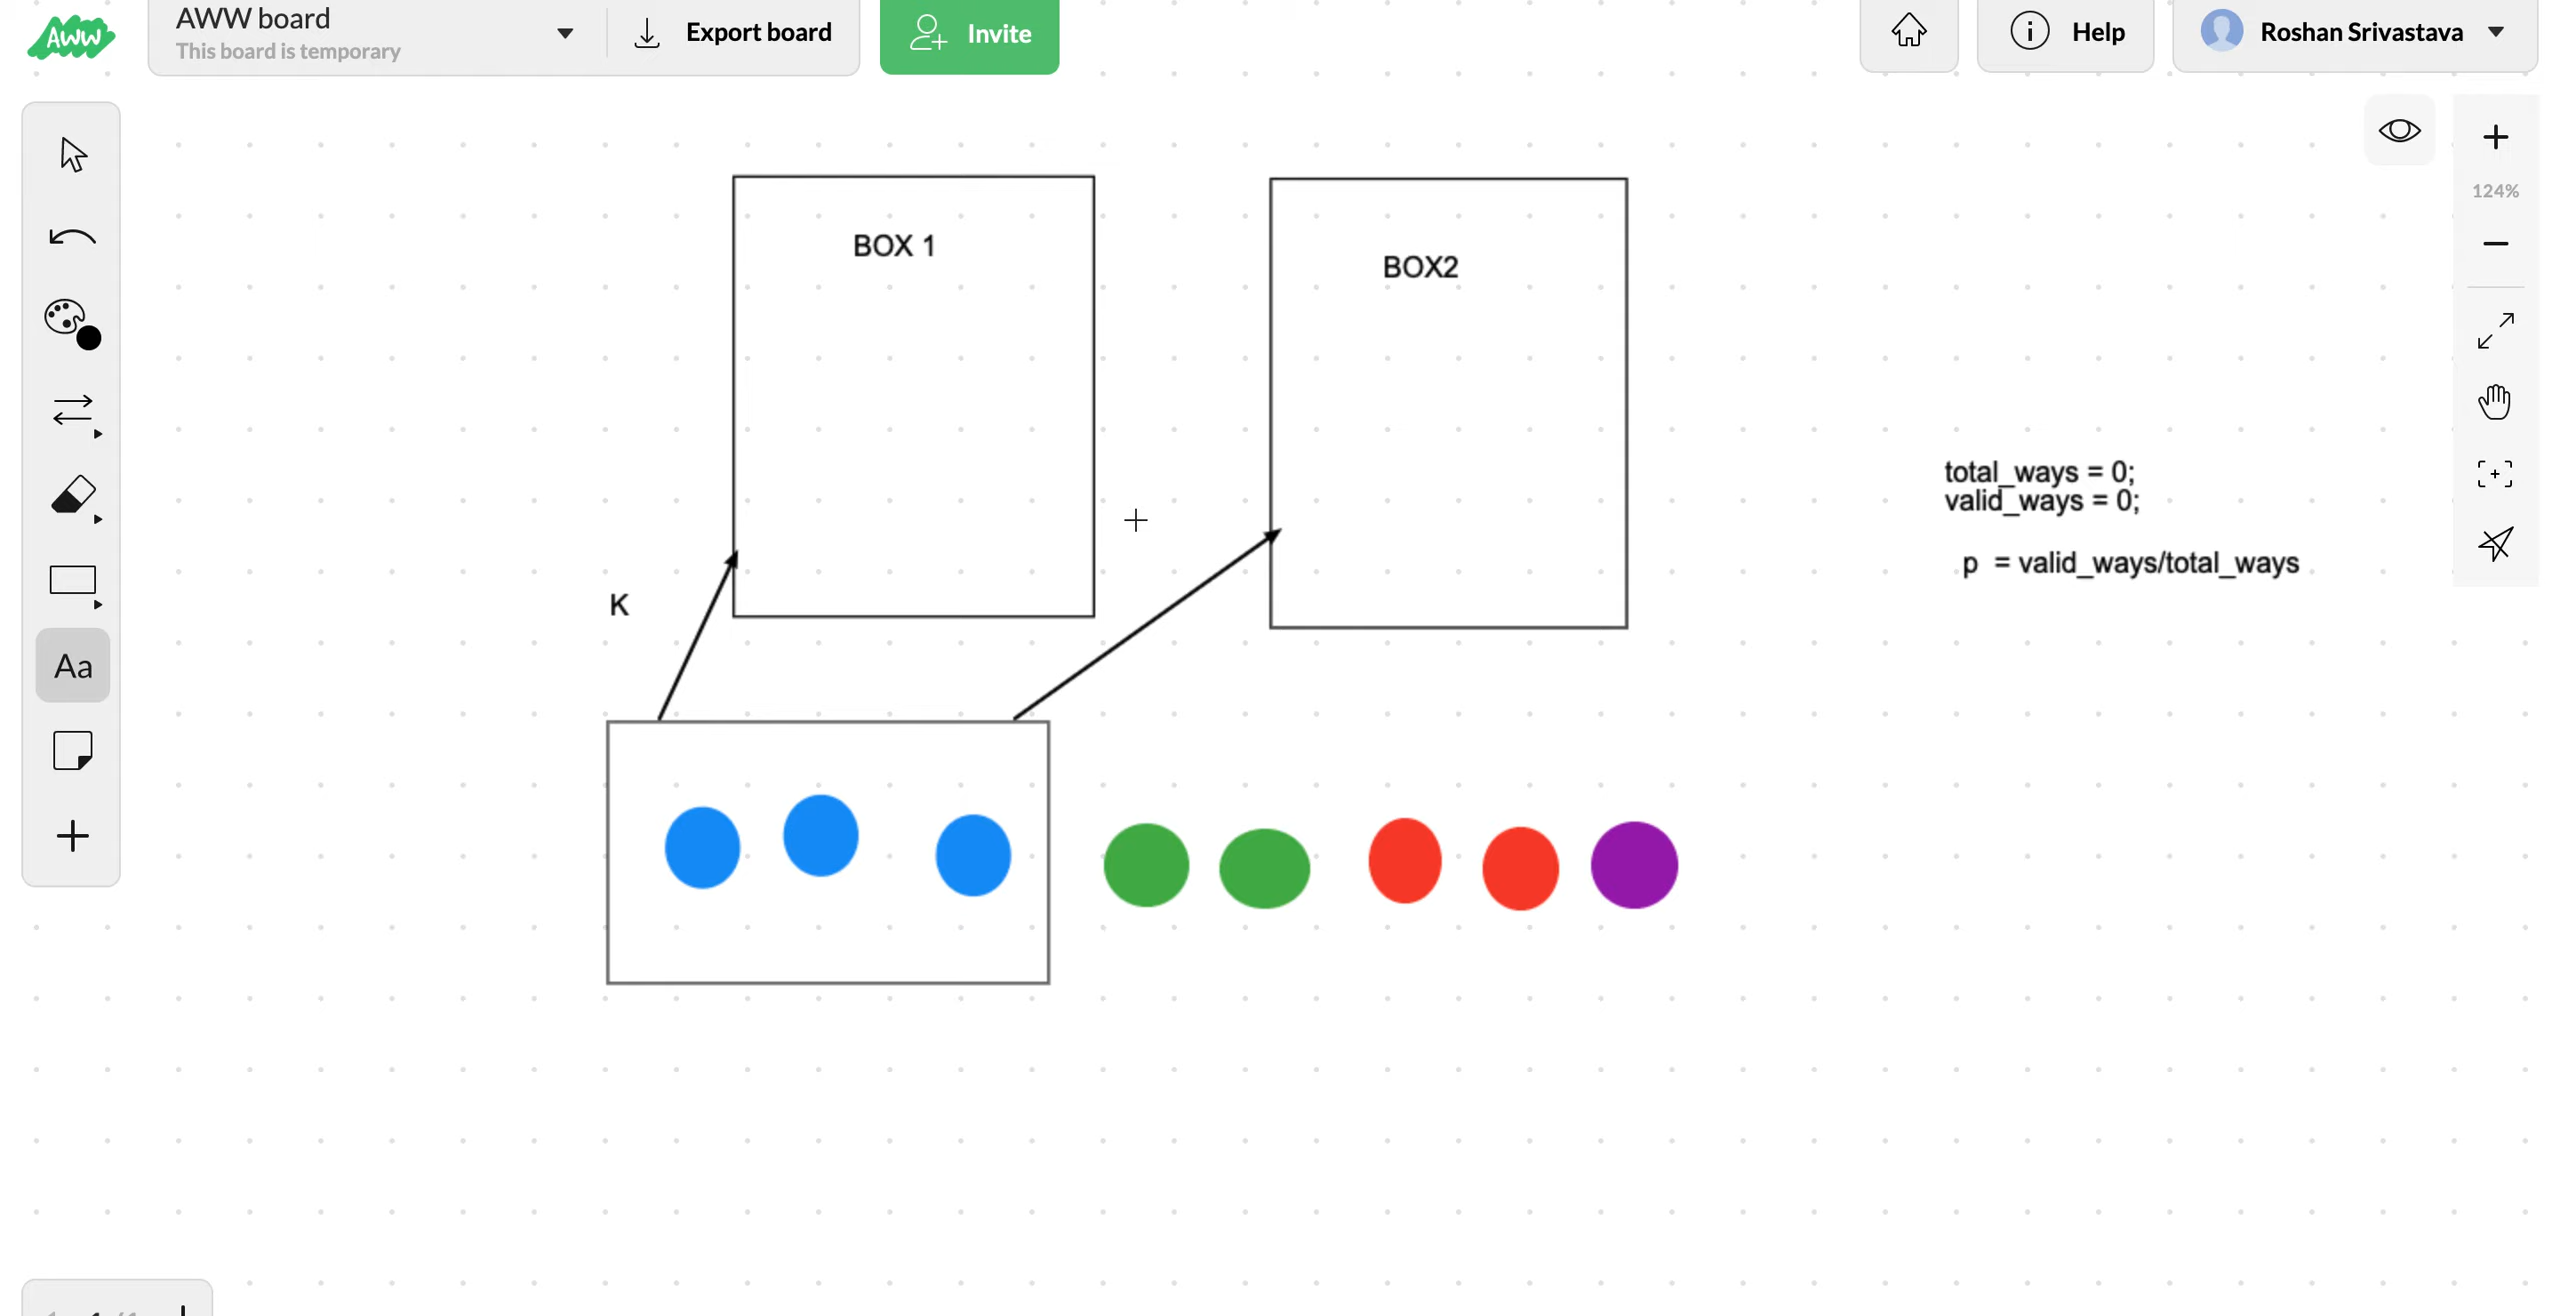 AWW
AWW board
This board is temporary
Export board
Invite
Help
Roshan Srivastava
124%
BOX 1
BOX2
total_ways = 0;
valid_ways = 0;
p = valid_ways/total_ways
K
Aa